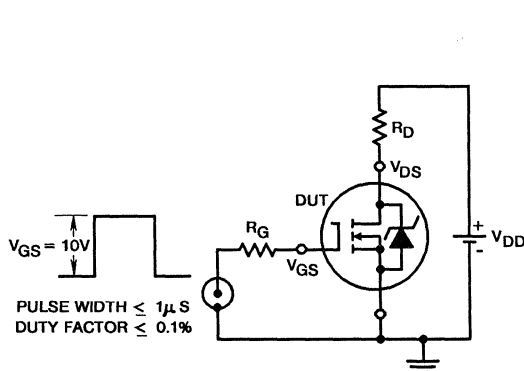 R_D
V_DS
DUT
R_G
V_GS = 10V
V_GS
+
V_DD
-
PULSE WIDTH ≤ 1μS
DUTY FACTOR ≤ 0.1%